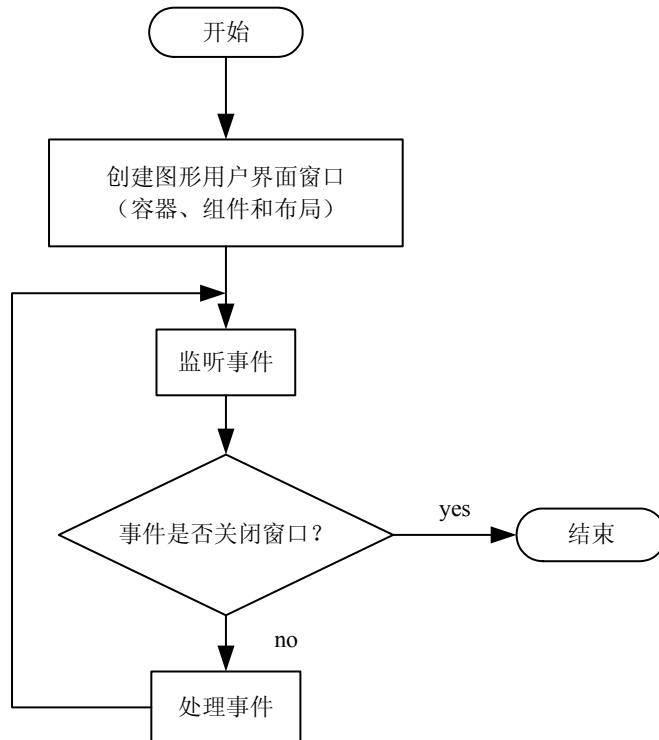 开始
创建图形用户界面窗口
（容器、组件和布局）
监听事件
事件是否关闭窗口？
yes
结束
no
处理事件